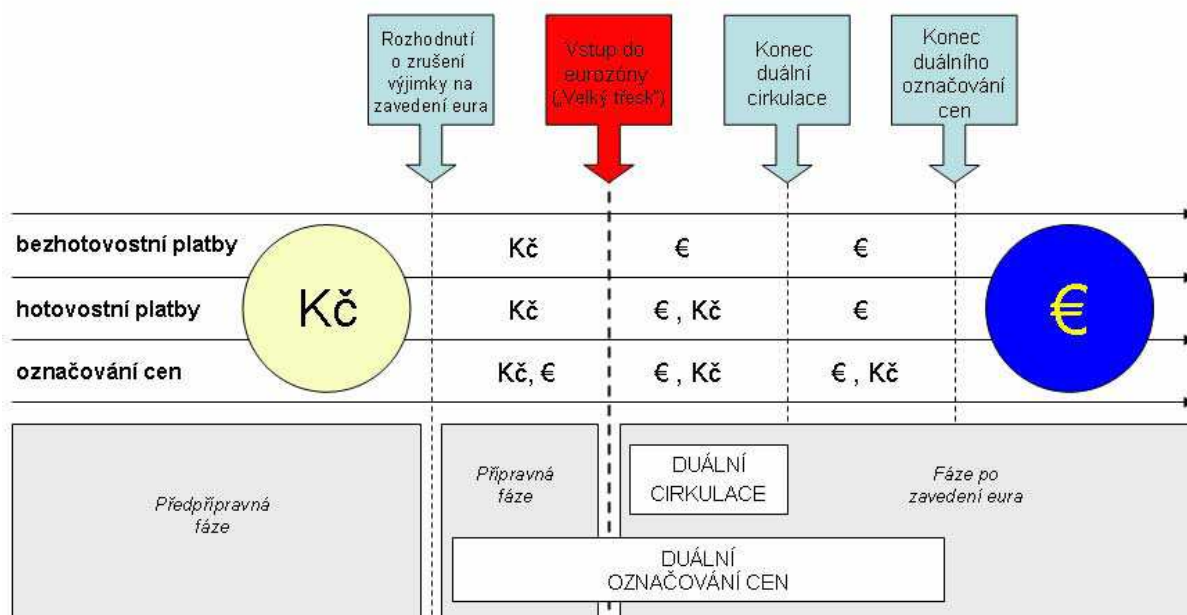 Rozhodnutí
o zrušení
výjimky na
zavedení eura
Vstup do
eurozóny
(„Velký třesk“)
Konec
duální
cirkulace
Konec
duálního
označování
cen
bezhotovostní platby
Kč
€
€
hotovostní platby
Kč
Kč
€ , Kč
€
€
označování cen
Kč, €
€ , Kč
€ , Kč
Předpřípravná
fáze
Přípravná
fáze
DUÁLNÍ
CIRKULACE
Fáze po
zavedení eura
DUÁLNÍ
OZNAČOVÁNÍ CEN